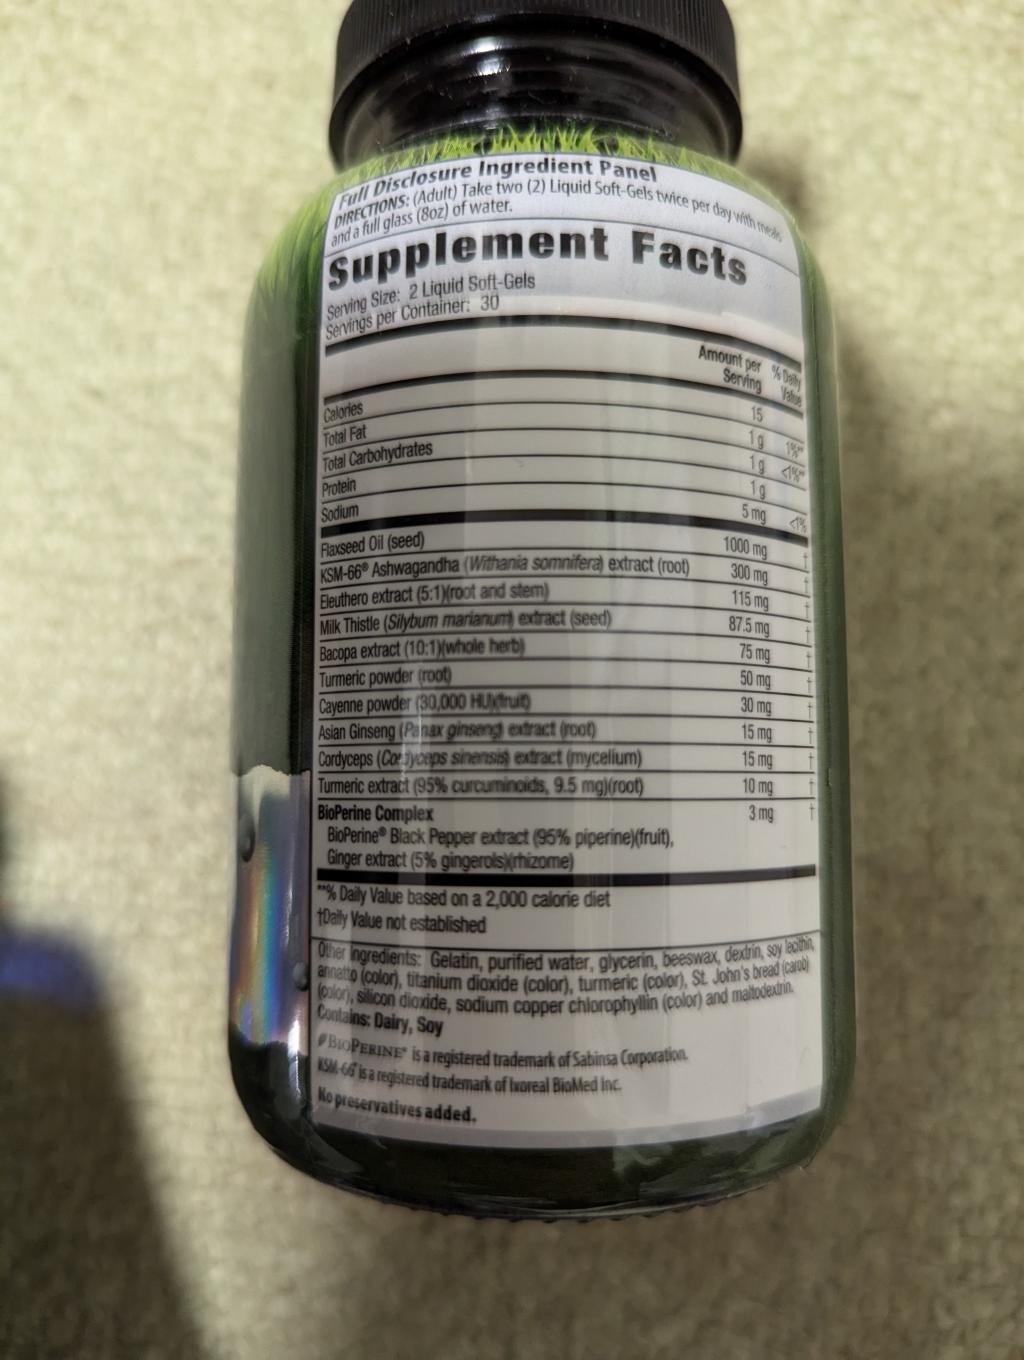 Full Disclosure Ingredient Panel
DIRECTIONS: (Adult) Take two (2) Liquid Soft-Gels twice per day with meals
and a full glass (8oz) of water.
Supplement Facts
Serving Size: 2 Liquid Soft-Gels
Servings per Container: 30
Amount per Serving % Daily Value
Calories 15
Total Fat 1 g 1%**
Total Carbohydrates 1 g <1%**
Protein 1 g
Sodium 5 mg <1%
Flaxseed Oil (seed) 1000 mg †
KSM-66® Ashwagandha (Withania somnifera) extract (root) 300 mg †
Eleuthero extract (5:1)(root and stem) 115 mg †
Milk Thistle (Silybum marianum) extract (seed) 87.5 mg †
Bacopa extract (10:1)(whole herb) 75 mg †
Turmeric powder (root) 50 mg †
Cayenne powder (30,000 HU)(fruit) 30 mg †
Asian Ginseng (Panax ginseng) extract (root) 15 mg †
Cordyceps (Cordyceps sinensis) extract (mycelium) 15 mg †
Turmeric extract (95% curcuminoids, 9.5 mg)(root) 10 mg †
BioPerine Complex 3 mg †
BioPerine® Black Pepper extract (95% piperine)(fruit),
Ginger extract (5% gingerols)(rhizome)
**% Daily Value based on a 2,000 calorie diet
†Daily Value not established
Other Ingredients: Gelatin, purified water, glycerin, beeswax, dextrin, soy lecithin,
annatto (color), titanium dioxide (color), turmeric (color), St. John's bread (carob)
(color), silicon dioxide, sodium copper chlorophyllin (color) and maltodextrin.
Contains: Dairy, Soy
BIOPERINE® is a registered trademark of Sabinsa Corporation.
KSM-66® is a registered trademark of Ixoreal BioMed Inc.
No preservatives added.